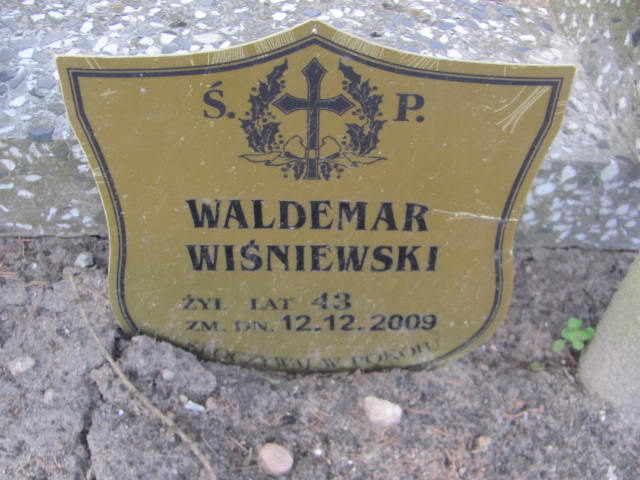 Ś. P.
WALDEMAR
WIŚNIEWSKI
ŻYŁ LAT 43
ZM. DN. 12.12.2009
SPOCZYWAJ W POKOJU